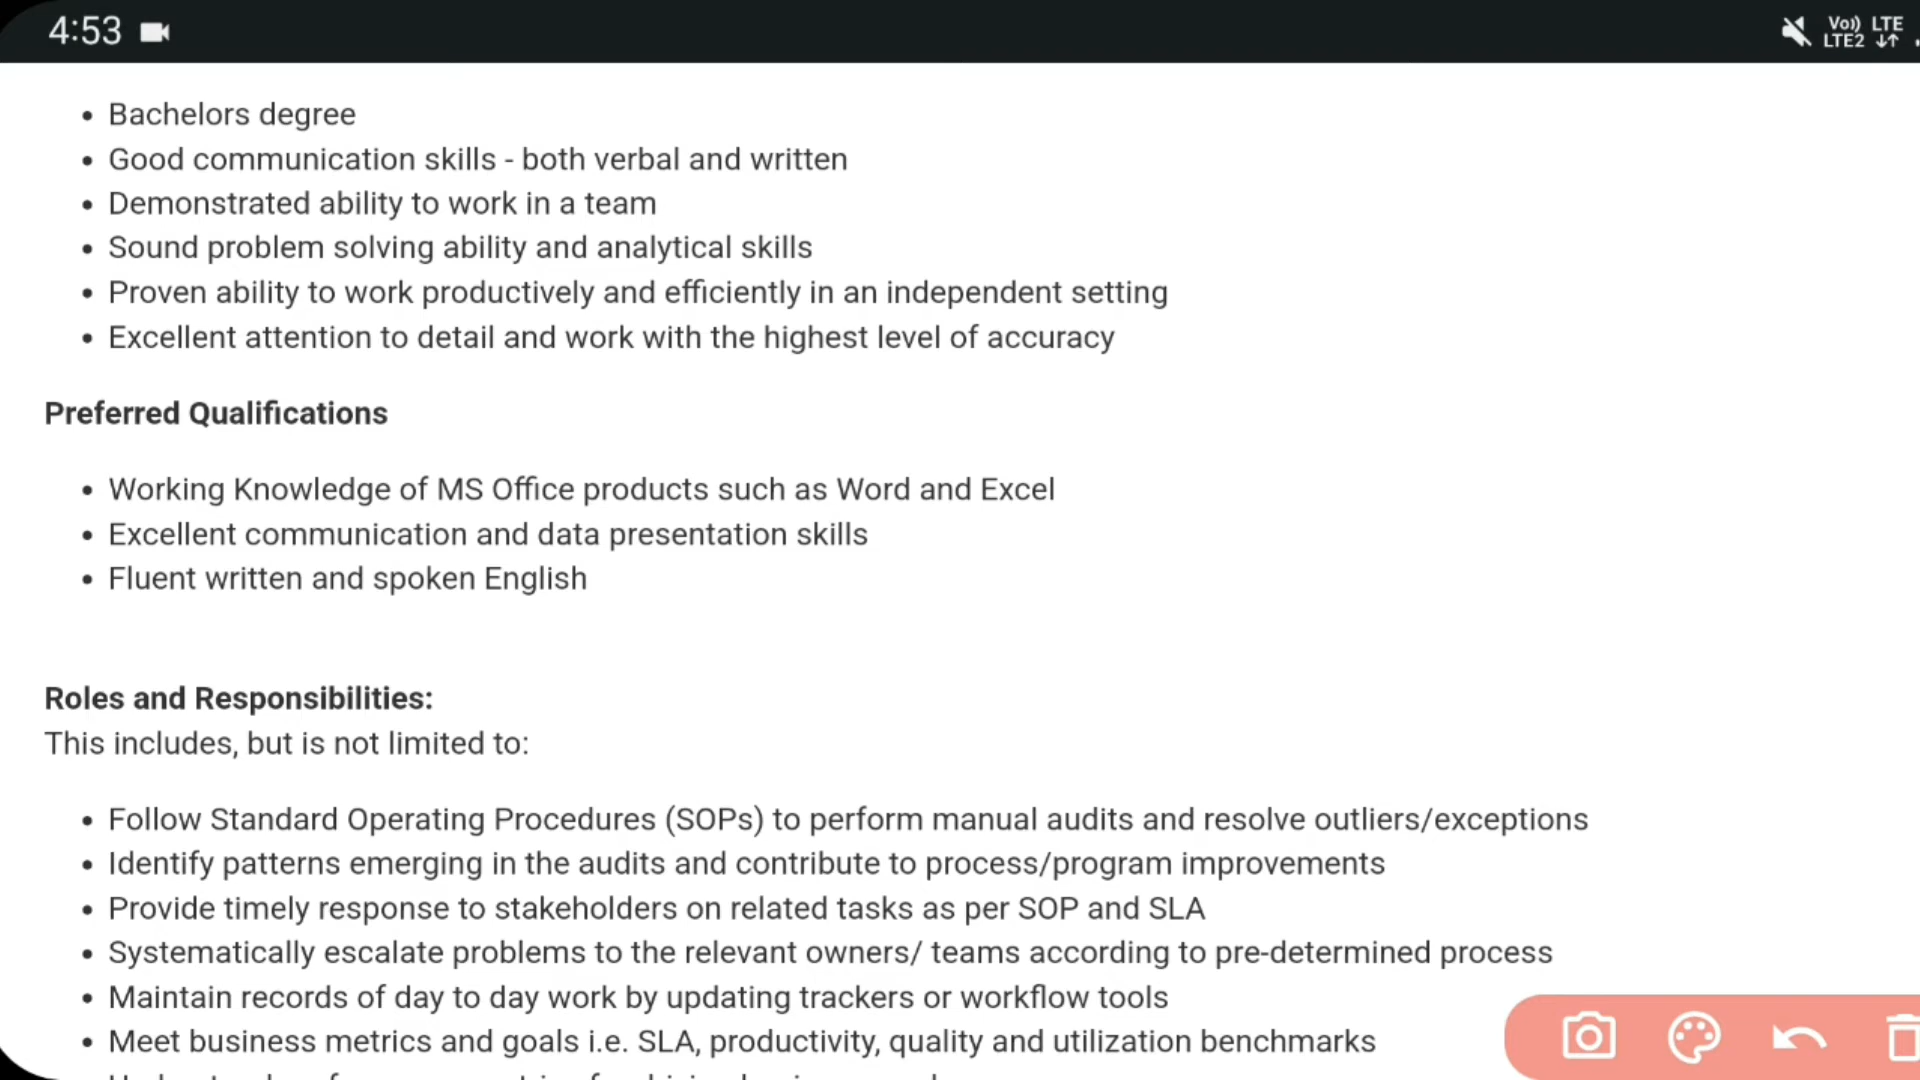 4:53
Vo)) LTE
LTE2
Bachelors degree
Good communication skills - both verbal and written
Demonstrated ability to work in a team
Sound problem solving ability and analytical skills
Proven ability to work productively and efficiently in an independent setting
Excellent attention to detail and work with the highest level of accuracy
Preferred Qualifications
Working Knowledge of MS Office products such as Word and Excel
Excellent communication and data presentation skills
Fluent written and spoken English
Roles and Responsibilities:
This includes, but is not limited to:
Follow Standard Operating Procedures (SOPs) to perform manual audits and resolve outliers/exceptions
Identify patterns emerging in the audits and contribute to process/program improvements
Provide timely response to stakeholders on related tasks as per SOP and SLA
Systematically escalate problems to the relevant owners/ teams according to pre-determined process
Maintain records of day to day work by updating trackers or workflow tools
Meet business metrics and goals i.e. SLA, productivity, quality and utilization benchmarks